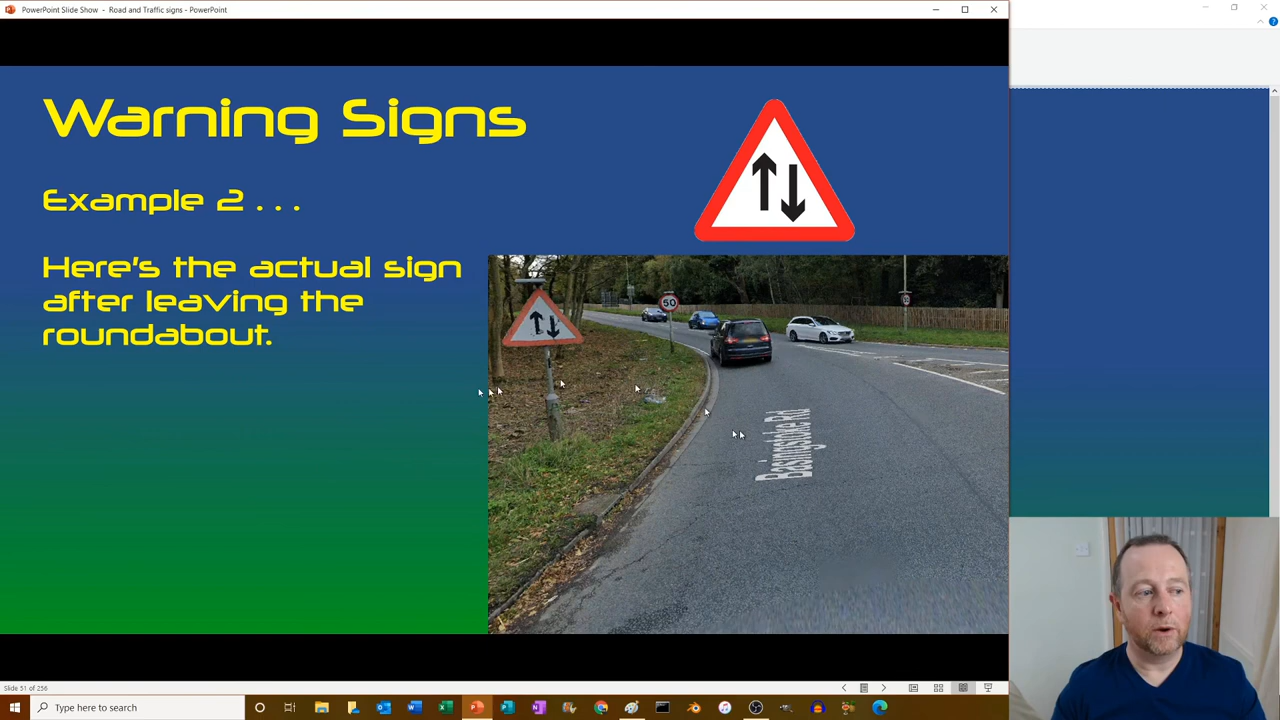 PowerPoint Slide Show - Road and Traffic signs - PowerPoint
Warning Signs
Example 2 . . .
Here's the actual sign
after leaving the
roundabout.
50
Basingstoke Rd
Slide 51 of 256
Type here to search